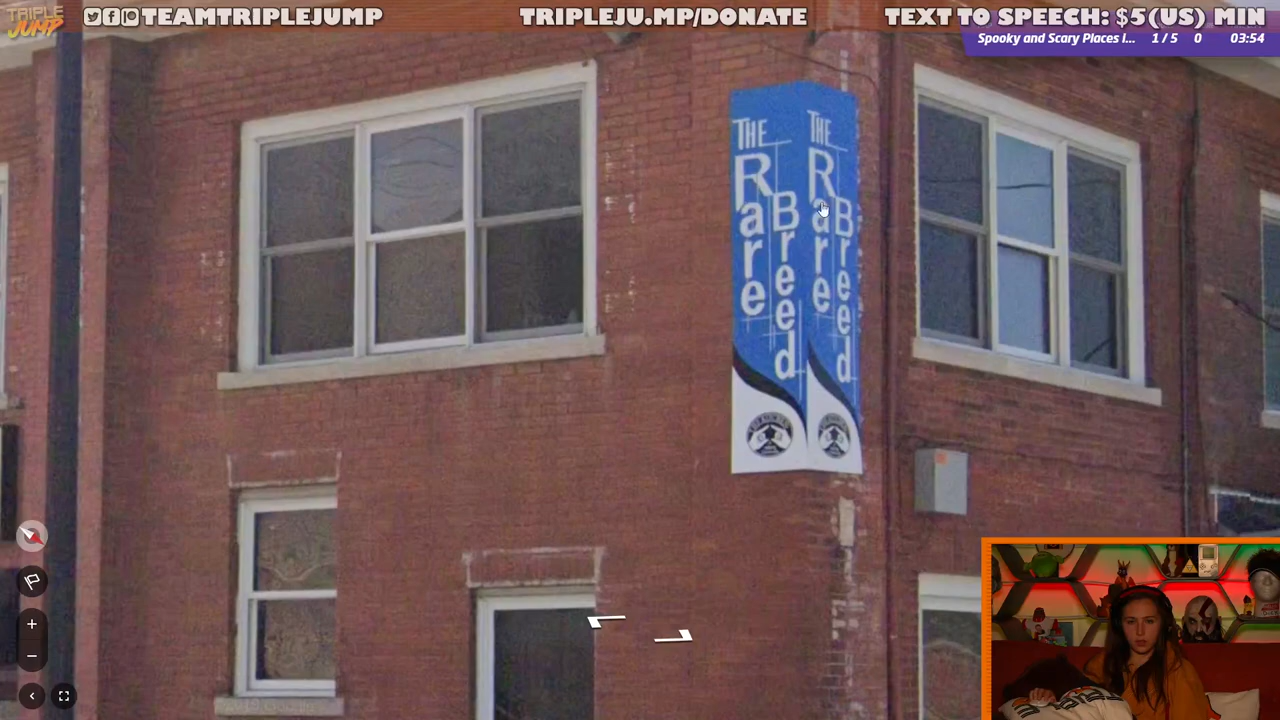 TRIPLE
JUMP
TEAMTRIPLEJUMP
TRIPLEJU.MP/DONATE
TEXT TO SPEECH: $5(US) MIN
Spooky and Scary Places I... 1 / 5 0 03:54
THE
Rare
Breed
THE
Rare
Breed